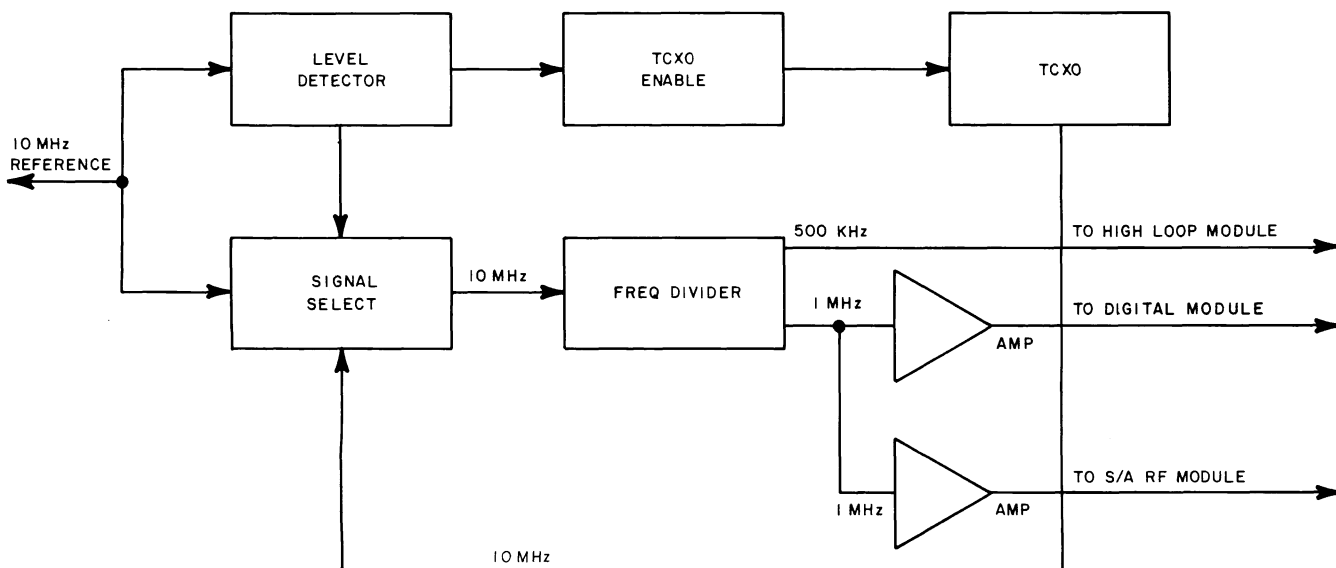 LEVEL
DETECTOR
TCXO
ENABLE
TCXO
10 MHz
REFERENCE
SIGNAL
SELECT
10 MHz
FREQ DIVIDER
500 KHz
TO HIGH LOOP MODULE
1 MHz
TO DIGITAL MODULE
AMP
TO S/A RF MODULE
1 MHz
AMP
10 MHz